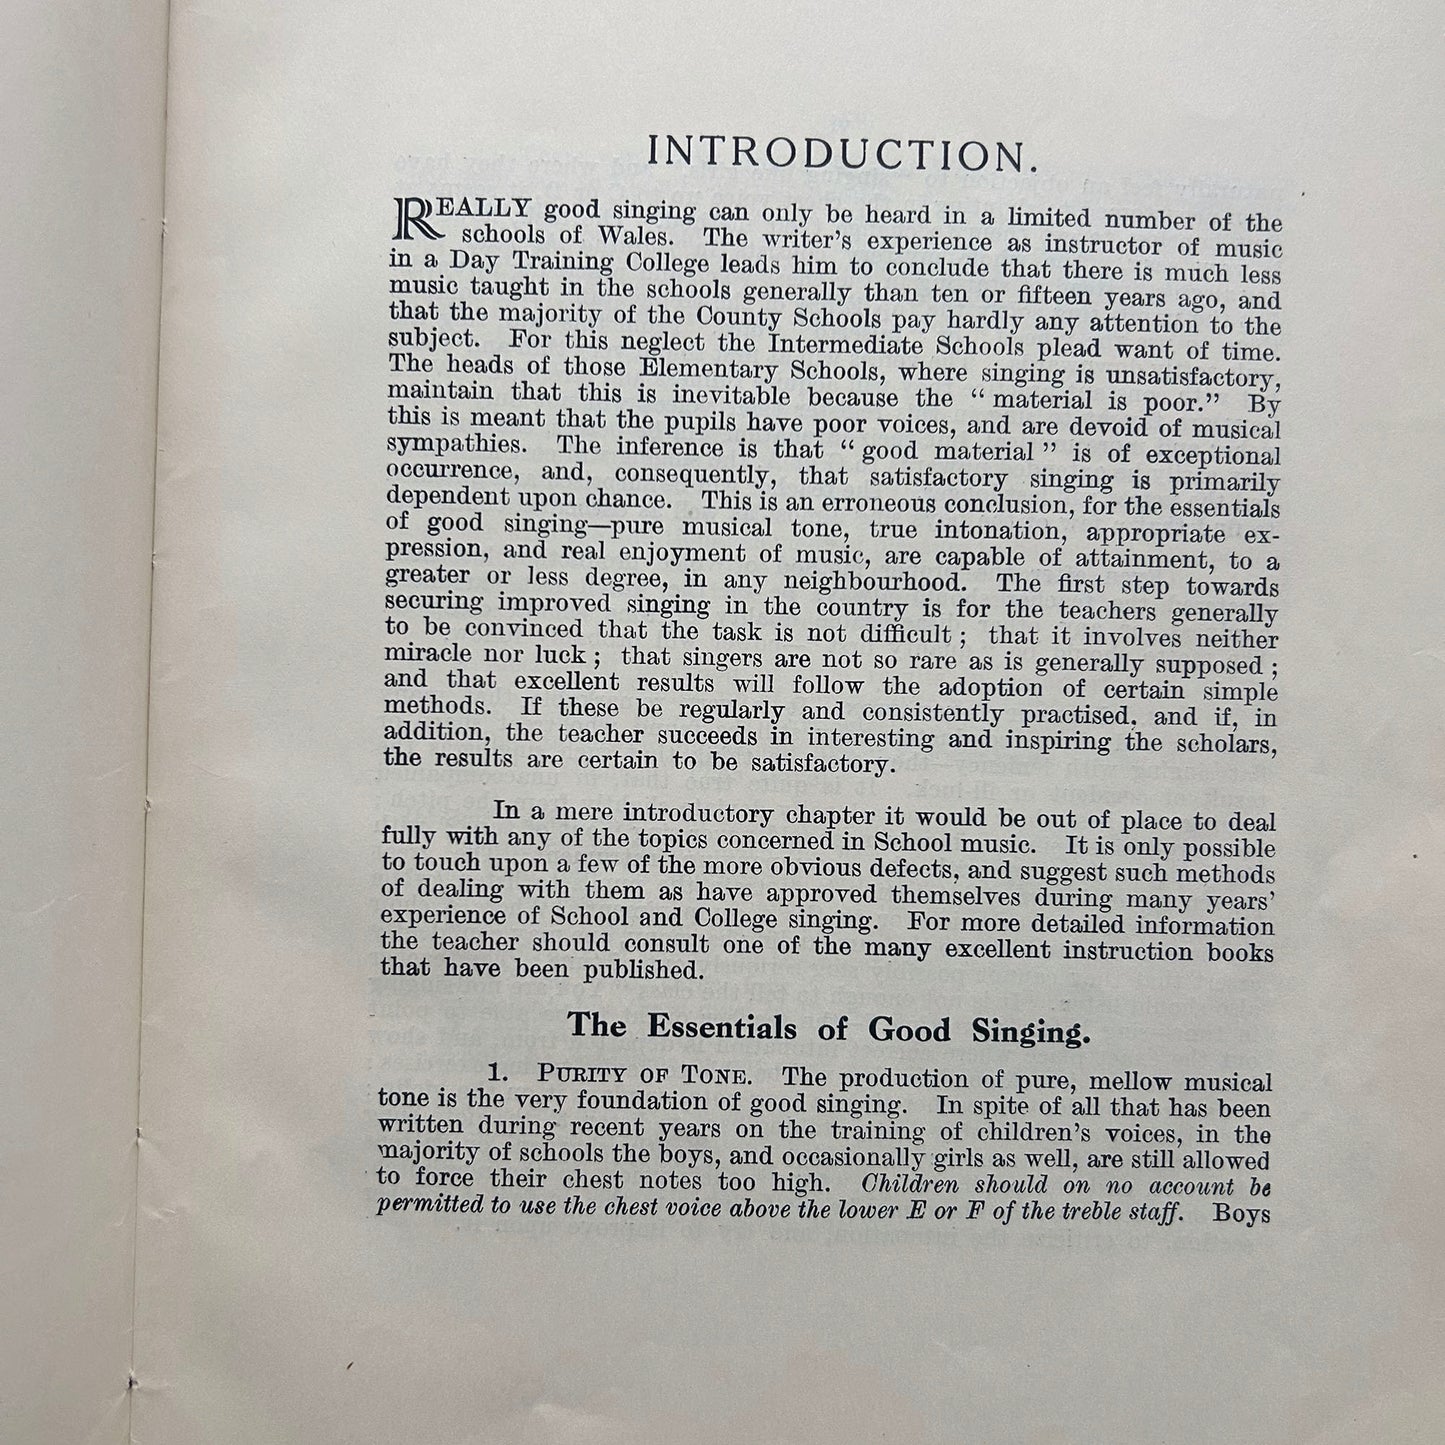 INTRODUCTION.
REALLY good singing can only be heard in a limited number of the
schools of Wales. The writer's experience as instructor of music
in a Day Training College leads him to conclude that there is much less
music taught in the schools generally than ten or fifteen years ago, and
that the majority of the County Schools pay hardly any attention to the
subject. For this neglect the Intermediate Schools plead want of time.
The heads of those Elementary Schools, where singing is unsatisfactory,
maintain that this is inevitable because the “ material is poor.” By
this is meant that the pupils have poor voices, and are devoid of musical
sympathies. The inference is that “ good material ” is of exceptional
occurrence, and, consequently, that satisfactory singing is primarily
dependent upon chance. This is an erroneous conclusion, for the essentials
of good singing—pure musical tone, true intonation, appropriate ex-
pression, and real enjoyment of music, are capable of attainment, to a
greater or less degree, in any neighbourhood. The first step towards
securing improved singing in the country is for the teachers generally
to be convinced that the task is not difficult ; that it involves neither
miracle nor luck ; that singers are not so rare as is generally supposed ;
and that excellent results will follow the adoption of certain simple
methods. If these be regularly and consistently practised, and if, in
addition, the teacher succeeds in interesting and inspiring the scholars,
the results are certain to be satisfactory.
In a mere introductory chapter it would be out of place to deal
fully with any of the topics concerned in School music. It is only possible
to touch upon a few of the more obvious defects, and suggest such methods
of dealing with them as have approved themselves during many years'
experience of School and College singing. For more detailed information
the teacher should consult one of the many excellent instruction books
that have been published.
The Essentials of Good Singing.
1. PURITY OF TONE. The production of pure, mellow musical
tone is the very foundation of good singing. In spite of all that has been
written during recent years on the training of children's voices, in the
majority of schools the boys, and occasionally girls as well, are still allowed
to force their chest notes too high. Children should on no account be
permitted to use the chest voice above the lower E or F of the treble staff. Boys